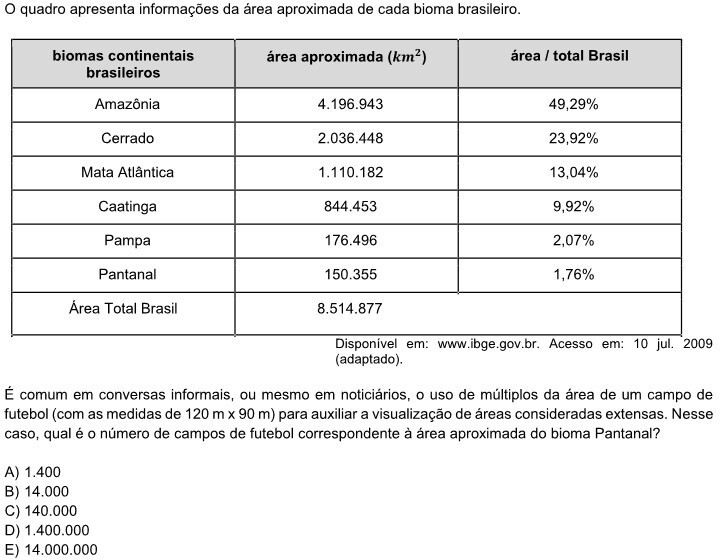 O quadro apresenta informações da área aproximada de cada bioma brasileiro.
biomas continentais brasileiros área aproximada (km²) área / total Brasil
Amazônia 4.196.943 49,29%
Cerrado 2.036.448 23,92%
Mata Atlântica 1.110.182 13,04%
Caatinga 844.453 9,92%
Pampa 176.496 2,07%
Pantanal 150.355 1,76%
Área Total Brasil 8.514.877
Disponível em: www.ibge.gov.br. Acesso em: 10 jul. 2009
(adaptado).
É comum em conversas informais, ou mesmo em noticiários, o uso de múltiplos da área de um campo de
futebol (com as medidas de 120 m x 90 m) para auxiliar a visualização de áreas consideradas extensas. Nesse
caso, qual é o número de campos de futebol correspondente à área aproximada do bioma Pantanal?
A) 1.400
B) 14.000
C) 140.000
D) 1.400.000
E) 14.000.000